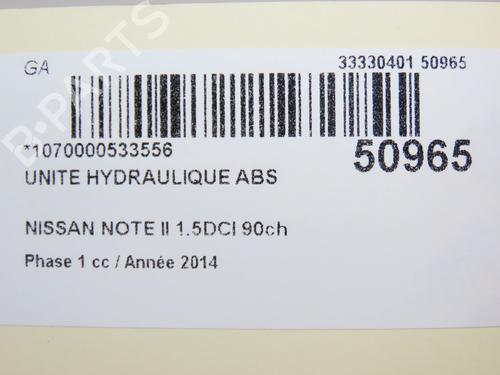 GA
33330401 50965
*1070000533556
50965
UNITE HYDRAULIQUE ABS
NISSAN NOTE II 1.5DCI 90ch
Phase 1 cc / Année 2014
B-PARTS